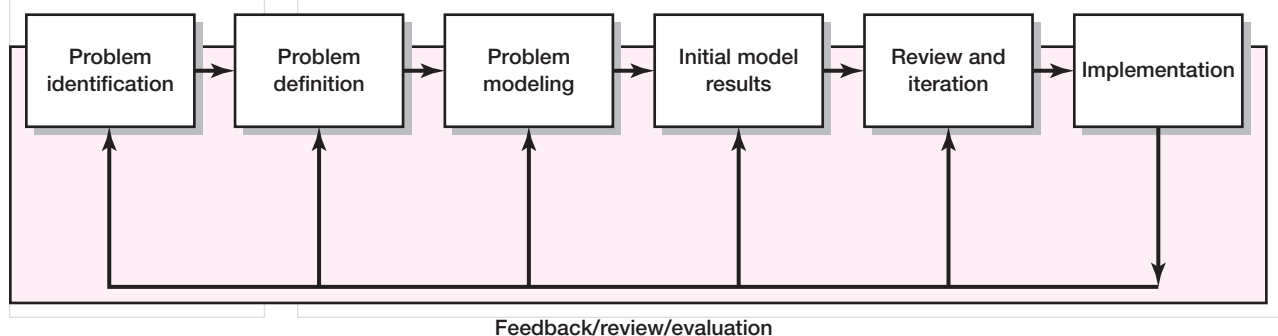 Problem
identification
Problem
definition
Problem
modeling
Initial model
results
Review and
iteration
Implementation
Feedback/review/evaluation